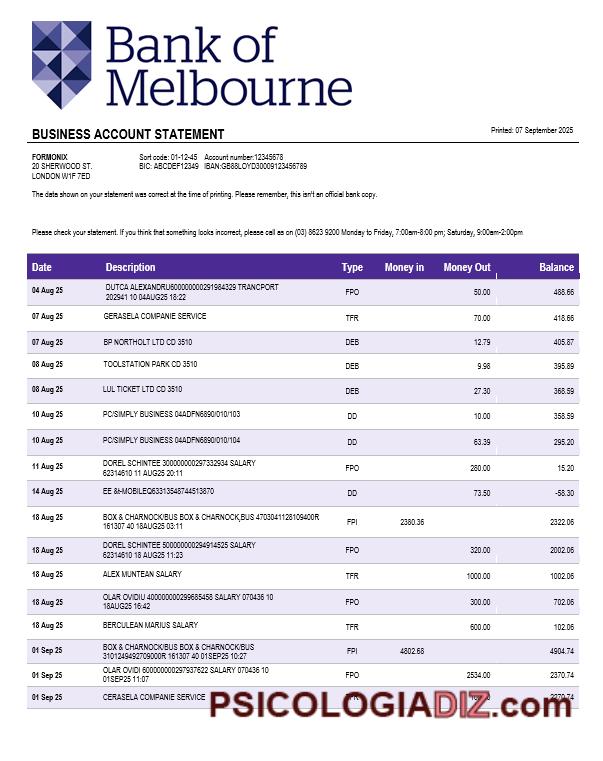 Bank of
Melbourne
BUSINESS ACCOUNT STATEMENT
Printed: 07 September 2025
FORMONIX Sort code: 01-12-45 Account number:12345678
20 SHERWOOD ST. BIC: ABCDEF12349 IBAN:GB88LOYD30009123456789
LONDON W1F 7ED
The data shown on your statement was correct at the time of printing. Please remember, this isn't an official bank copy.
Please check your statement. If you think that something looks incorrect, please call as on (03) 8623 9200 Monday to Friday, 7:00am-8:00 pm; Saturday, 9:00am-2:00pm
Date Description Type Money in Money Out Balance
04 Aug 25 DUTCA ALEXANDRU600000000291984329 TRANCPORT FPO 50.00 488.66
202941 10 04AUG25 18:22
07 Aug 25 GERASELA COMPANIE SERVICE TFR 70.00 418.66
07 Aug 25 BP NORTHOLT LTD CD 3510 DEB 12.79 405.87
08 Aug 25 TOOLSTATION PARK CD 3510 DEB 9.98 395.89
08 Aug 25 LUL TICKET LTD CD 3510 DEB 27.30 368.59
10 Aug 25 PC/SIMPLY BUSINESS 04ADFN6890/010/103 DD 10.00 358.59
10 Aug 25 PC/SIMPLY BUSINESS 04ADFN6890/010/104 DD 63.39 295.20
11 Aug 25 DOREL SCHINTEE 300000000297332934 SALARY FPO 280.00 15.20
62314610 11 AUG25 20:11
14 Aug 25 EE &t-MOBILEQ63313548744513870 DD 73.50 -58.30
18 Aug 25 BOX & CHARNOCK/BUS BOX & CHARNOCK,BUS 4703041128109400R FPI 2380.36 2322.06
161307 40 18AUG25 03:11
18 Aug 25 DOREL SCHINTEE 500000000294914525 SALARY FPO 320.00 2002.06
62314610 18 AUG25 11:23
18 Aug 25 ALEX MUNTEAN SALARY TFR 1000.00 1002.06
18 Aug 25 OLAR OVIDIU 400000000299685458 SALARY 070436 10 FPO 300.00 702.06
18AUG25 16:42
18 Aug 25 BERCULEAN MARIUS SALARY TFR 600.00 102.06
01 Sep 25 BOX & CHARNOCK/BUS BOX & CHARNOCK/BUS FPI 4802.68 4904.74
3101249492709000R 161307 40 01SEP25 10:27
01 Sep 25 OLAR OVIDI 600000000297937622 SALARY 070436 10 FPO 2534.00 2370.74
01SEP25 11:07
01 Sep 25 CERASELA COMPANIE SERVICE TFR 2270.74
PSICOLOGIADIZ.com